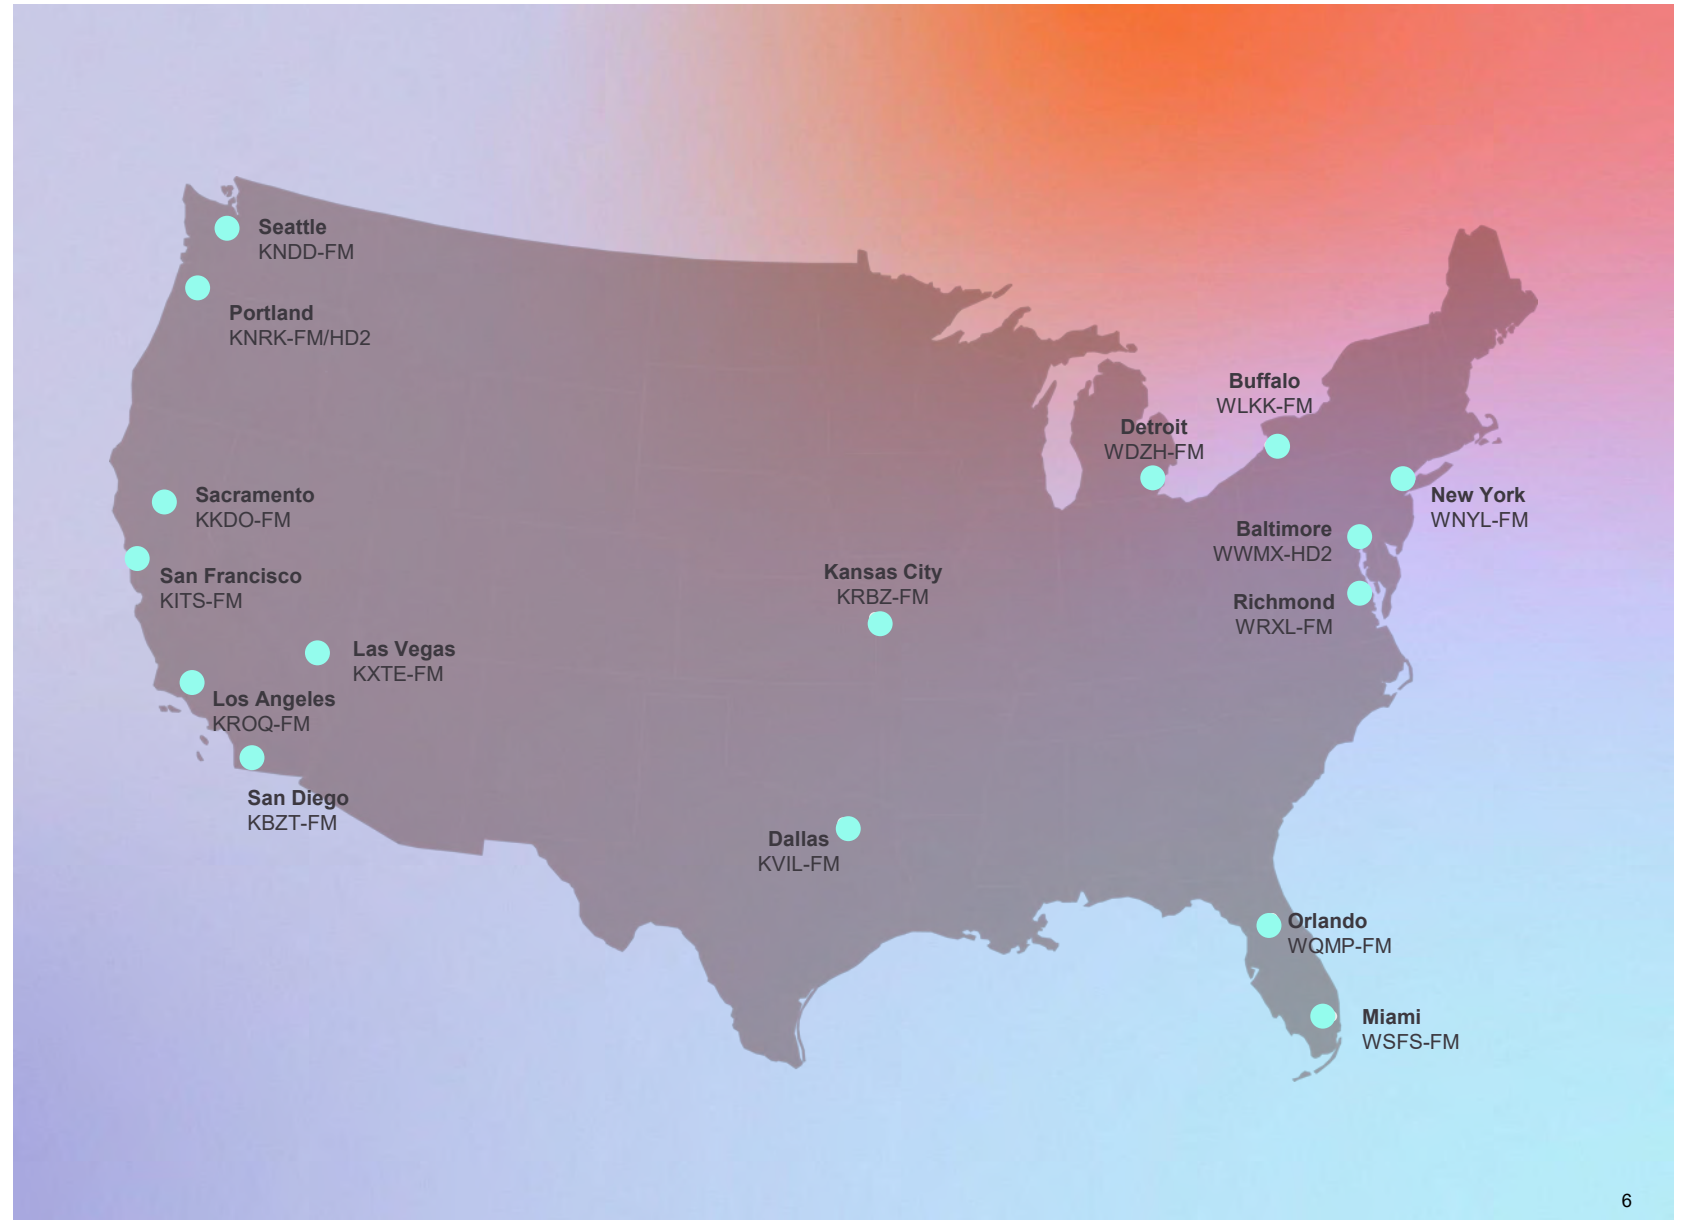 Seattle
KNDD-FM
Portland
KNRK-FM/HD2
Buffalo
WLKK-FM
Detroit
WDZH-FM
Sacramento
KKDO-FM
New York
WNYL-FM
Baltimore
WWMX-HD2
San Francisco
KITS-FM
Kansas City
KRBZ-FM
Richmond
WRXL-FM
Las Vegas
KXTE-FM
Los Angeles
KROQ-FM
San Diego
KBZT-FM
Dallas
KVIL-FM
Orlando
WQMP-FM
Miami
WSFS-FM
6